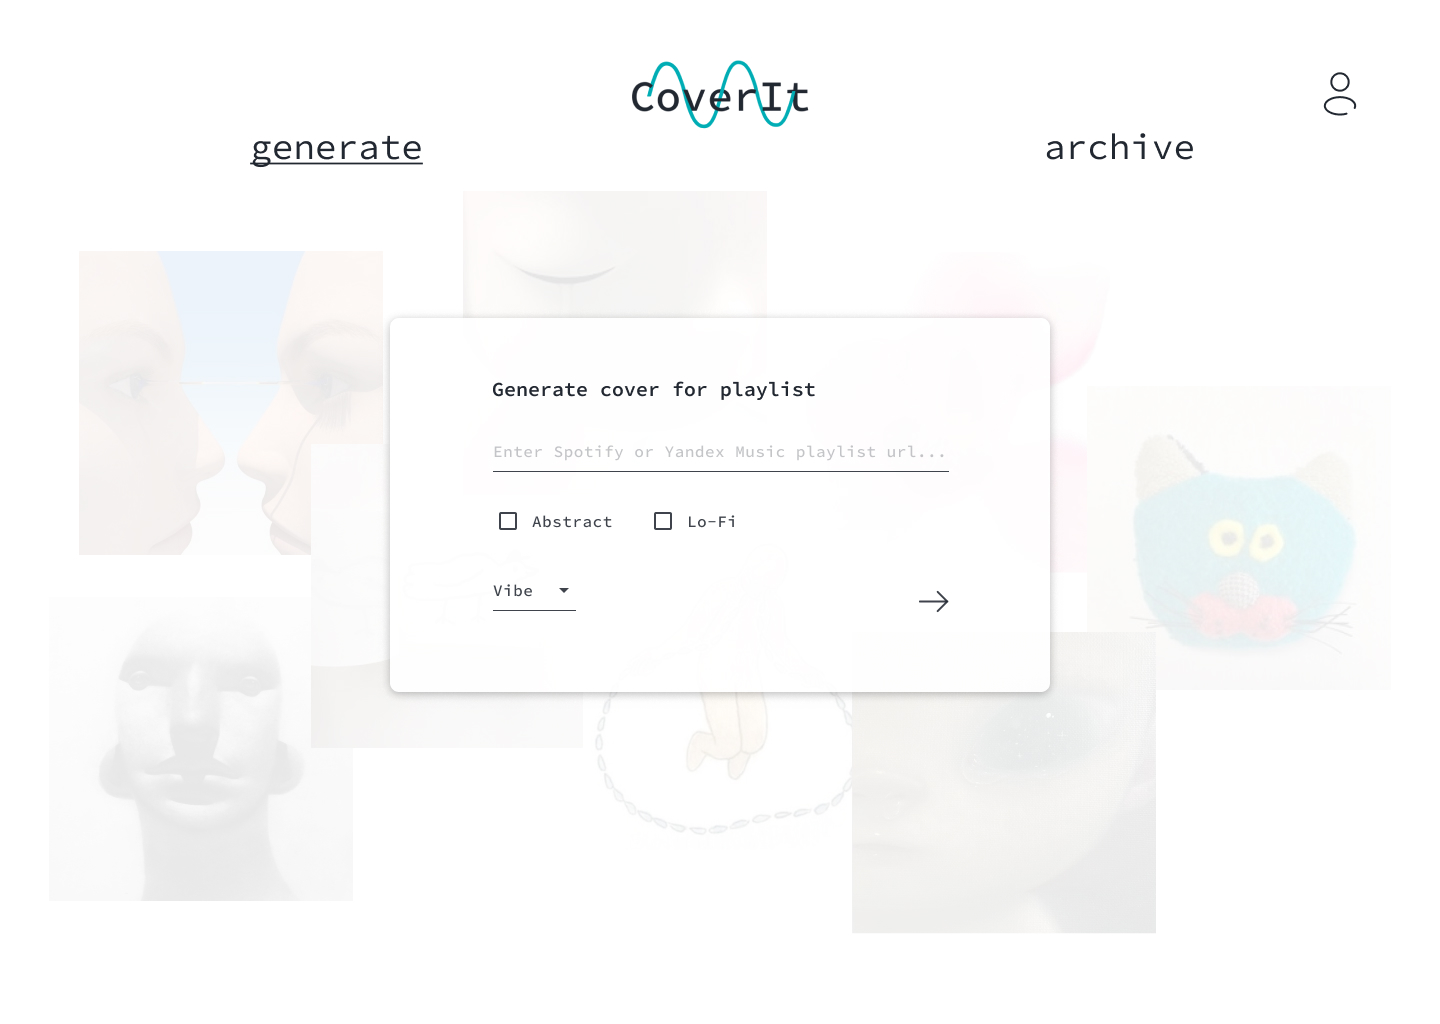 CoverIt
generate
archive
Generate cover for playlist
Enter Spotify or Yandex Music playlist url...
Abstract
Lo-Fi
Vibe